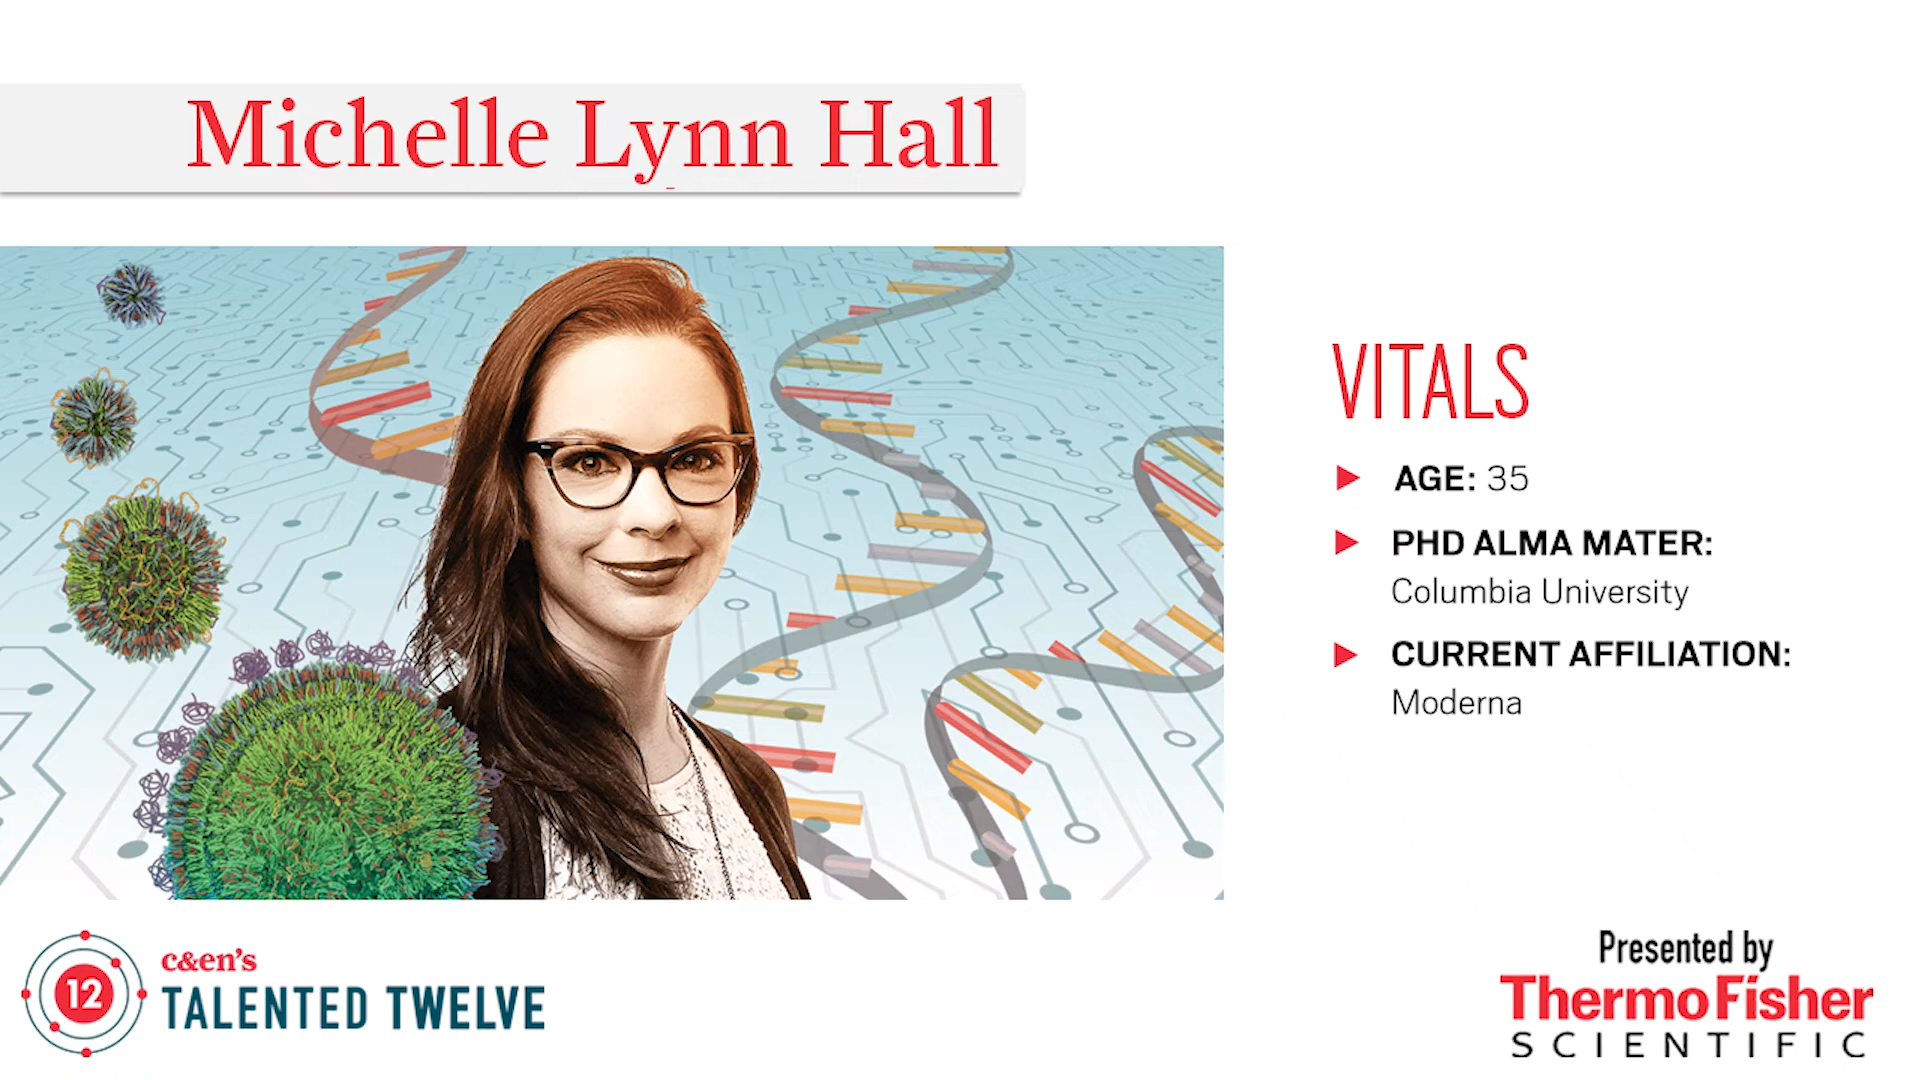 Michelle Lynn Hall
VITALS
AGE: 35
PHD ALMA MATER:
Columbia University
CURRENT AFFILIATION:
Moderna
12
c&en's
TALENTED TWELVE
Presented by
ThermoFisher
SCIENTIFIC